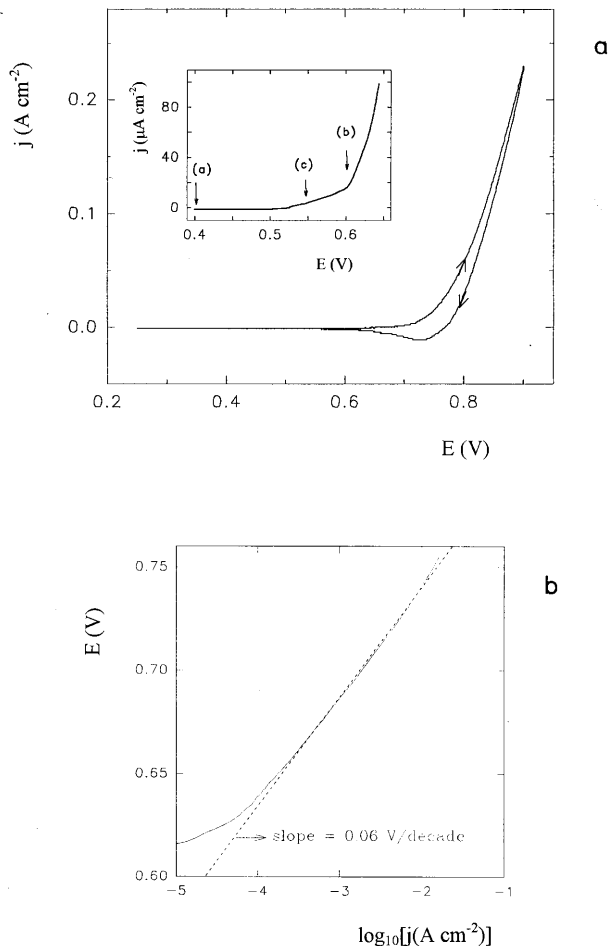 a
j (A cm-2)
0.2
0.1
0.0
0.2
0.4
0.6
0.8
E (V)
j (μA cm-2)
80
40
0
(a)
(c)
(b)
0.4
0.5
0.6
E (V)
b
E (V)
0.75
0.70
0.65
0.60
slope = 0.06 V/decade
-5
-4
-3
-2
-1
log10[j(A cm-2)]